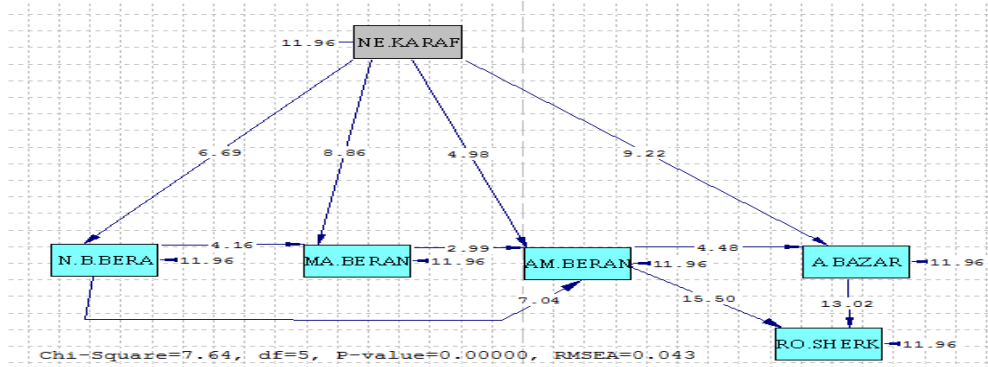 11.96 NE.KARAF
6.69 8.86 4.98 9.22
4.16 2.99 4.48
N.B.BERA 11.96 MA.BERAN 11.96 AM.BERAN 11.96 A.BAZAR 11.96
7.04 15.50 13.02
RO.SHERK 11.96
Chi-Square=7.64, df=5, P-value=0.00000, RMSEA=0.043